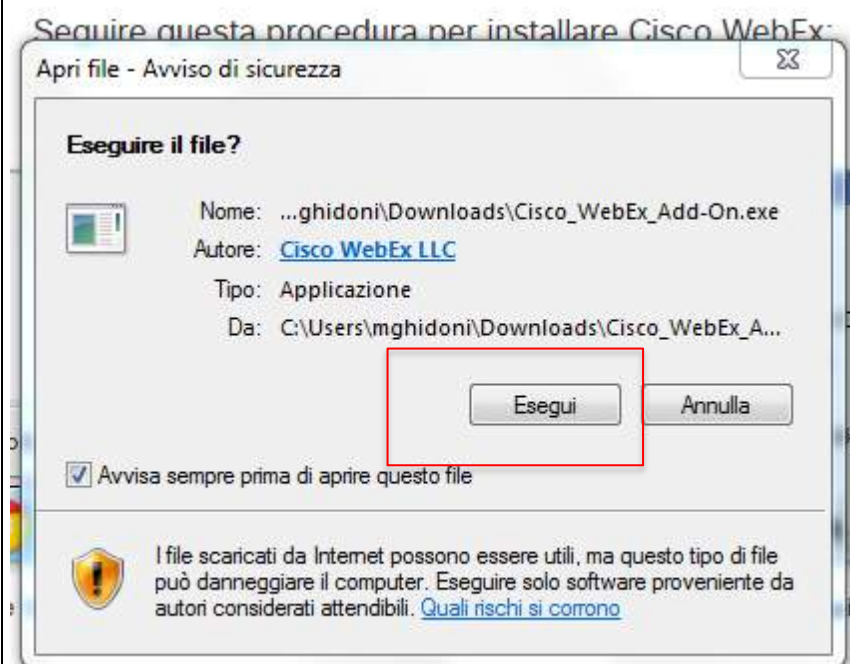 Seguire questa procedura per installare Cisco WebEx:
Apri file - Avviso di sicurezza
Eseguire il file?
Nome: ...ghidoni\Downloads\Cisco_WebEx_Add-On.exe
Autore: Cisco WebEx LLC
Tipo: Applicazione
Da: C:\Users\mghidoni\Downloads\Cisco_WebEx_A...
Esegui Annulla
Avvisa sempre prima di aprire questo file
I file scaricati da Internet possono essere utili, ma questo tipo di file
può danneggiare il computer. Eseguire solo software proveniente da
autori considerati attendibili. Quali rischi si corrono